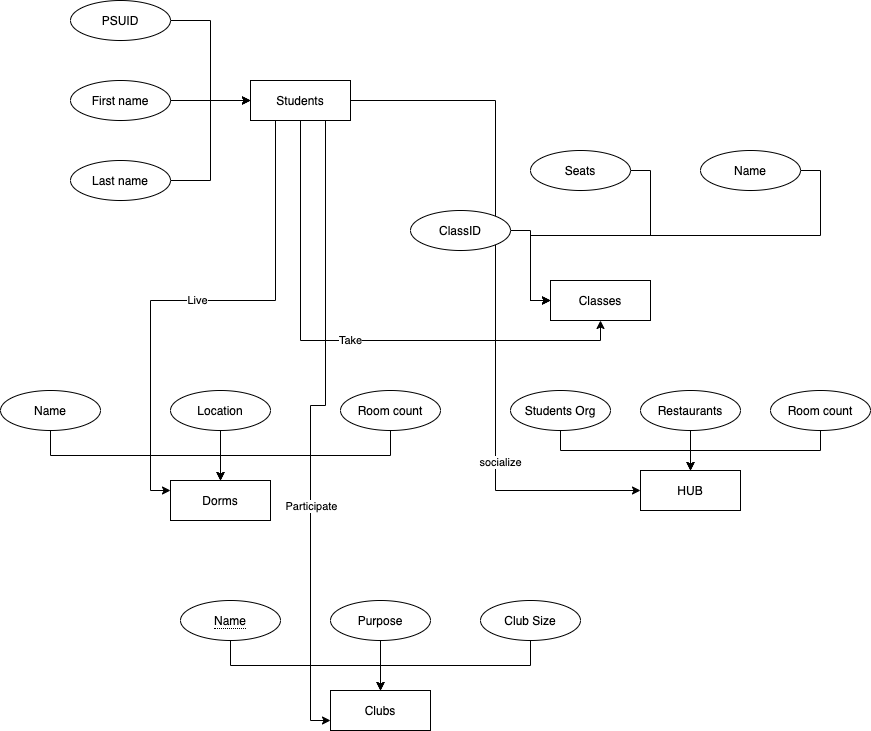 PSUID
First name
Students
Last name
Seats
Name
ClassID
Live
Classes
Take
Name
Location
Room count
Students Org
Restaurants
Room count
socialize
HUB
Dorms
Participate
Name
Purpose
Club Size
Clubs